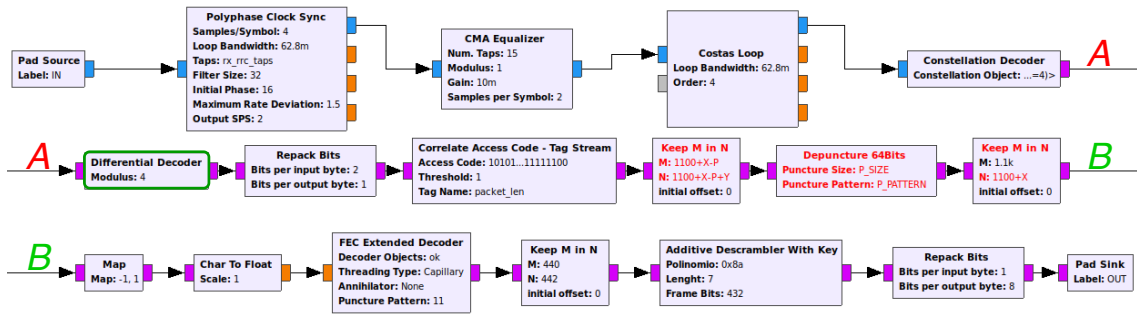 Pad Source
Label: IN
Polyphase Clock Sync
Samples/Symbol: 4
Loop Bandwidth: 62.8m
Taps: rx_rrc_taps
Filter Size: 32
Initial Phase: 16
Maximum Rate Deviation: 1.5
Output SPS: 2
CMA Equalizer
Num. Taps: 15
Modulus: 1
Gain: 10m
Samples per Symbol: 2
Costas Loop
Loop Bandwidth: 62.8m
Order: 4
Constellation Decoder
Constellation Object: ...=4)>
A
A
Differential Decoder
Modulus: 4
Repack Bits
Bits per input byte: 2
Bits per output byte: 1
Correlate Access Code - Tag Stream
Access Code: 10101...11111100
Threshold: 1
Tag Name: packet_len
Keep M in N
M: 1100+X-P
N: 1100+X-P+Y
initial offset: 0
Depuncture 64Bits
Puncture Size: P_SIZE
Puncture Pattern: P_PATTERN
Keep M in N
M: 1.1k
N: 1100+X
initial offset: 0
B
B
Map
Map: -1, 1
Char To Float
Scale: 1
FEC Extended Decoder
Decoder Objects: ok
Threading Type: Capillary
Annihilator: None
Puncture Pattern: 11
Keep M in N
M: 440
N: 442
initial offset: 0
Additive Descrambler With Key
Polinomio: 0x8a
Lenght: 7
Frame Bits: 432
Repack Bits
Bits per input byte: 1
Bits per output byte: 8
Pad Sink
Label: OUT